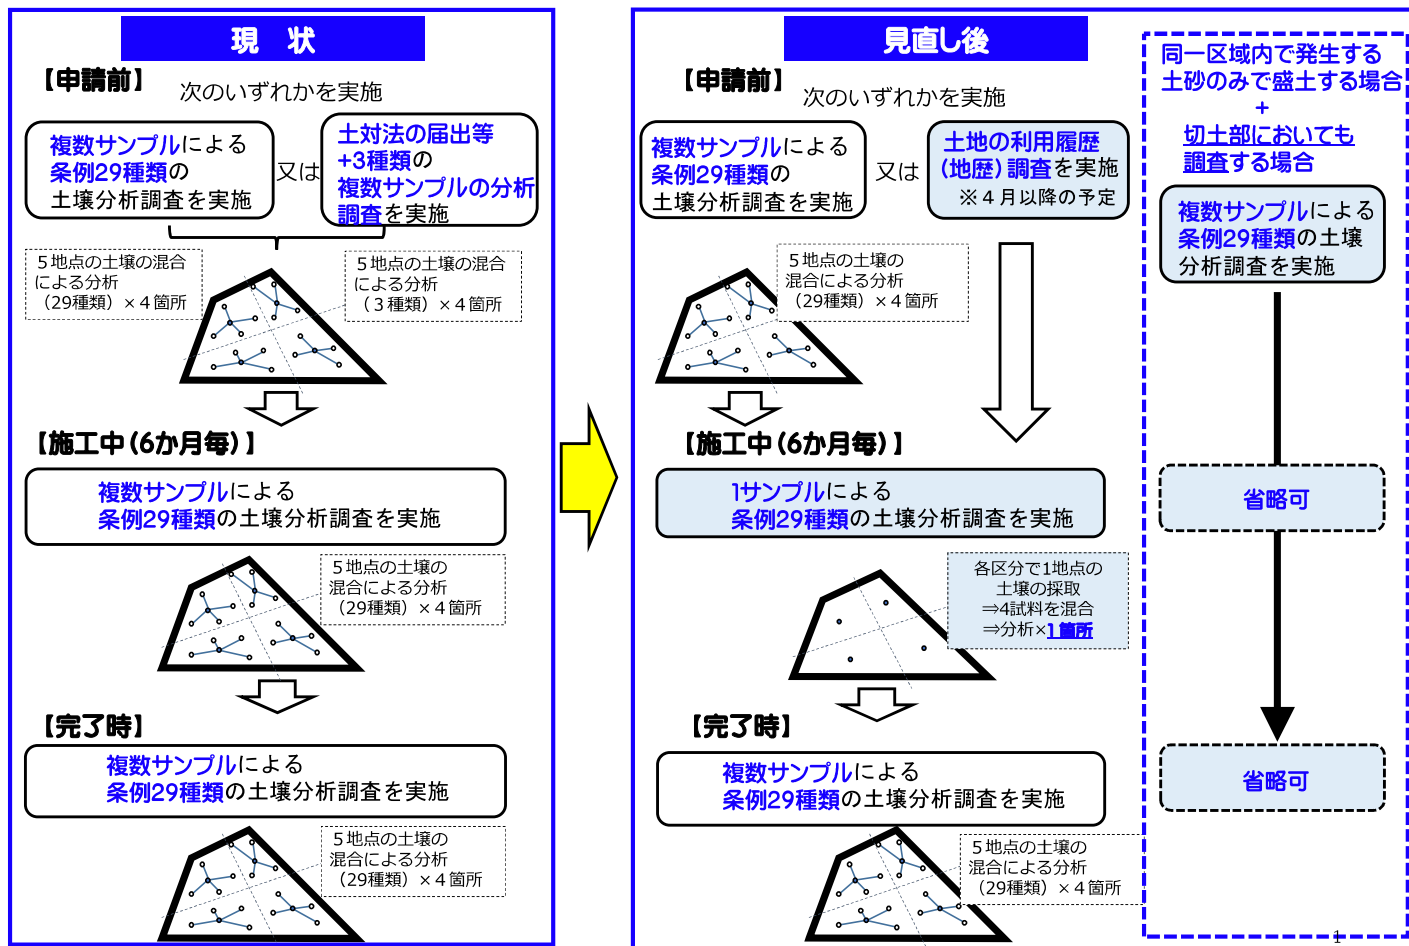 現　状
【申請前】
次のいずれかを実施
複数サンプルによる
条例29種類の
土壌分析調査を実施
又は
土対法の届出等
+3種類の
複数サンプルの分析
調査を実施
５地点の土壌の混合
による分析
（29種類）×４箇所
５地点の土壌の混合
による分析
（３種類）×４箇所
【施工中（6か月毎）】
複数サンプルによる
条例29種類の土壌分析調査を実施
５地点の土壌の
混合による分析
（29種類）×４箇所
【完了時】
複数サンプルによる
条例29種類の土壌分析調査を実施
５地点の土壌の
混合による分析
（29種類）×４箇所
見直し後
【申請前】
次のいずれかを実施
複数サンプルによる
条例29種類の
土壌分析調査を実施
又は
土地の利用履歴
(地歴）調査を実施
※４月以降の予定
５地点の土壌の
混合による分析
（29種類）×４箇所
【施工中（6か月毎）】
1サンプルによる
条例29種類の土壌分析調査を実施
各区分で1地点の
土壌の採取
⇒4試料を混合
⇒分析×１箇所
【完了時】
複数サンプルによる
条例29種類の土壌分析調査を実施
５地点の土壌の
混合による分析
（29種類）×４箇所
同一区域内で発生する
土砂のみで盛土する場合
+
切土部においても
調査する場合
複数サンプルによる
条例29種類の土壌
分析調査を実施
省略可
省略可
1